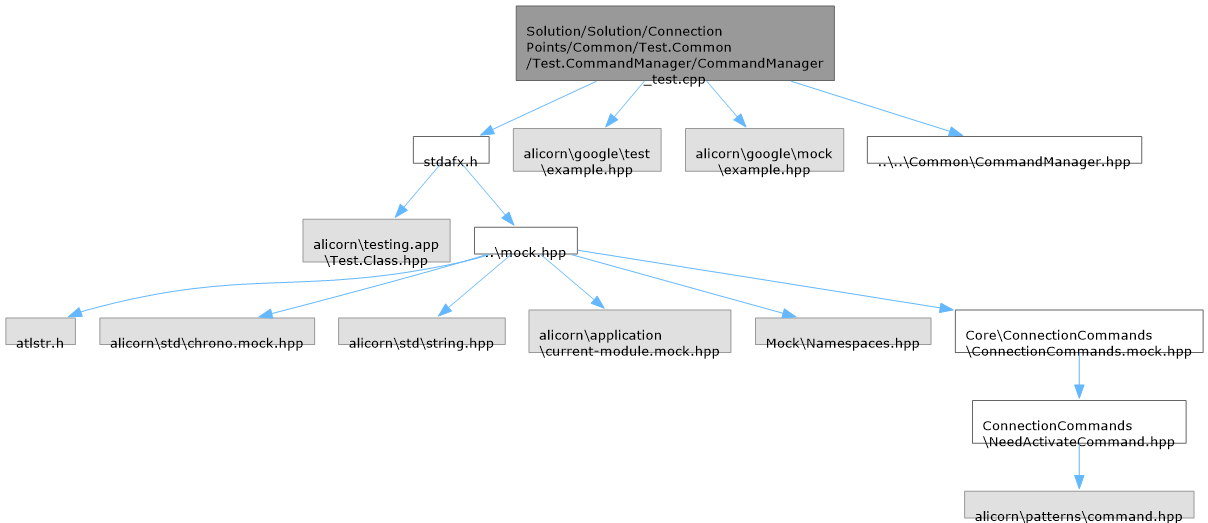 Solution/Solution/Connection
Points/Common/Test.Common
/Test.CommandManager/CommandManager
_test.cpp
stdafx.h
alicorn\google\test
\example.hpp
alicorn\google\mock
\example.hpp
..\..\Common\CommandManager.hpp
alicorn\testing.app
\Test.Class.hpp
..\mock.hpp
atlstr.h
alicorn\std\chrono.mock.hpp
alicorn\std\string.hpp
alicorn\application
\current-module.mock.hpp
Mock\Namespaces.hpp
Core\ConnectionCommands
\ConnectionCommands.mock.hpp
ConnectionCommands
\NeedActivateCommand.hpp
alicorn\patterns\command.hpp